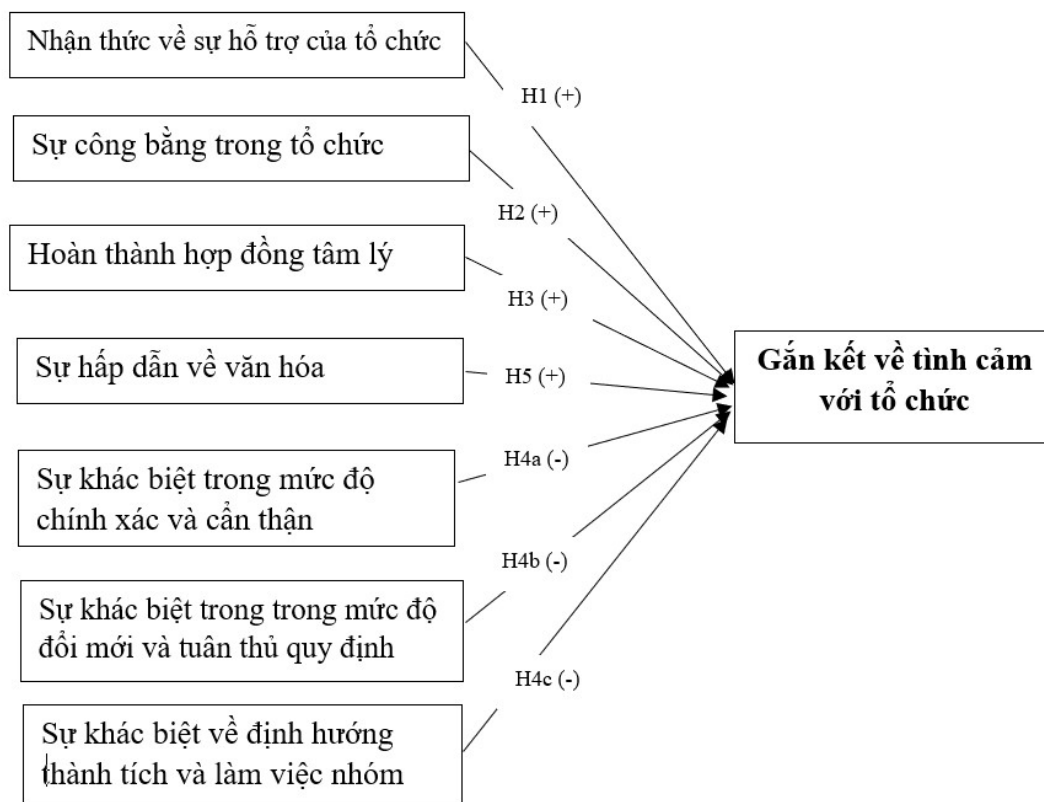 Nhận thức về sự hỗ trợ của tổ chức
H1 (+)
Sự công bằng trong tổ chức
H2 (+)
Hoàn thành hợp đồng tâm lý
H3 (+)
Sự hấp dẫn về văn hóa
H5 (+)
Gắn kết về tình cảm
với tổ chức
Sự khác biệt trong mức độ
chính xác và cẩn thận
H4a (-)
Sự khác biệt trong trong mức độ
đổi mới và tuân thủ quy định
H4b (-)
Sự khác biệt về định hướng
thành tích và làm việc nhóm
H4c (-)